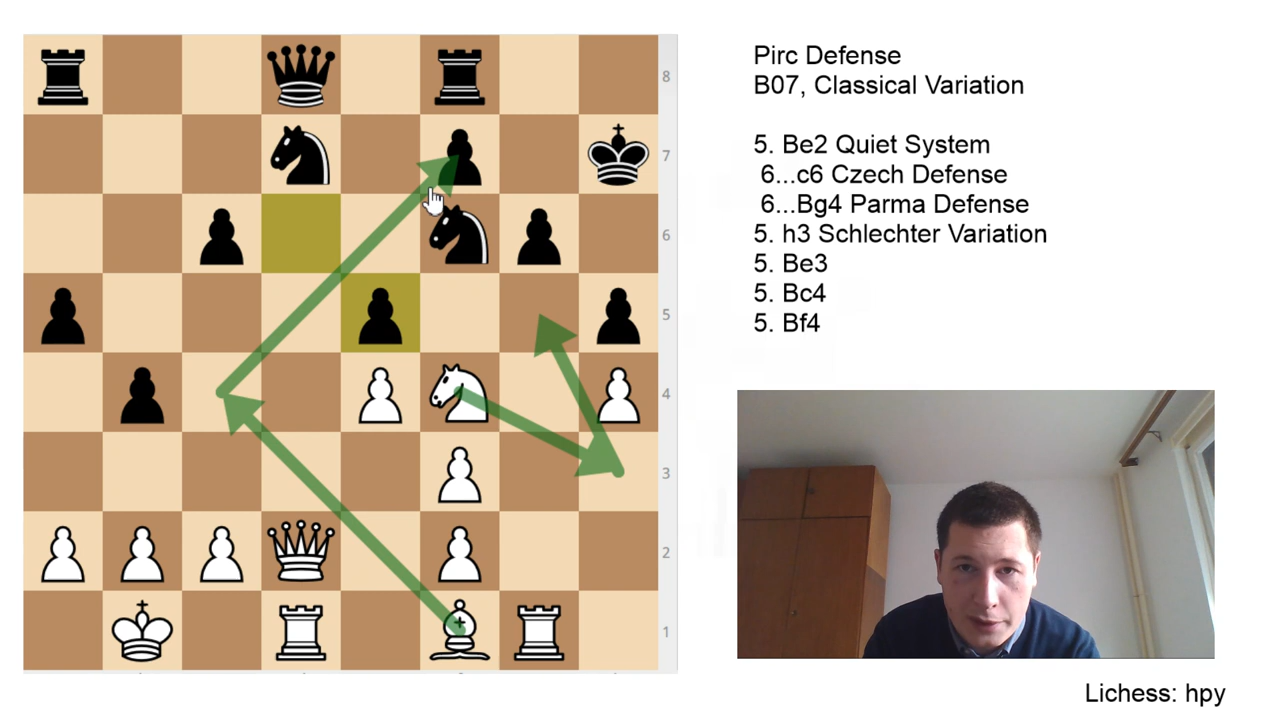 8
7
6
5
4
3
2
1
Pirc Defense
B07, Classical Variation
5. Be2 Quiet System
6...c6 Czech Defense
6...Bg4 Parma Defense
5. h3 Schlechter Variation
5. Be3
5. Bc4
5. Bf4
Lichess: hpy